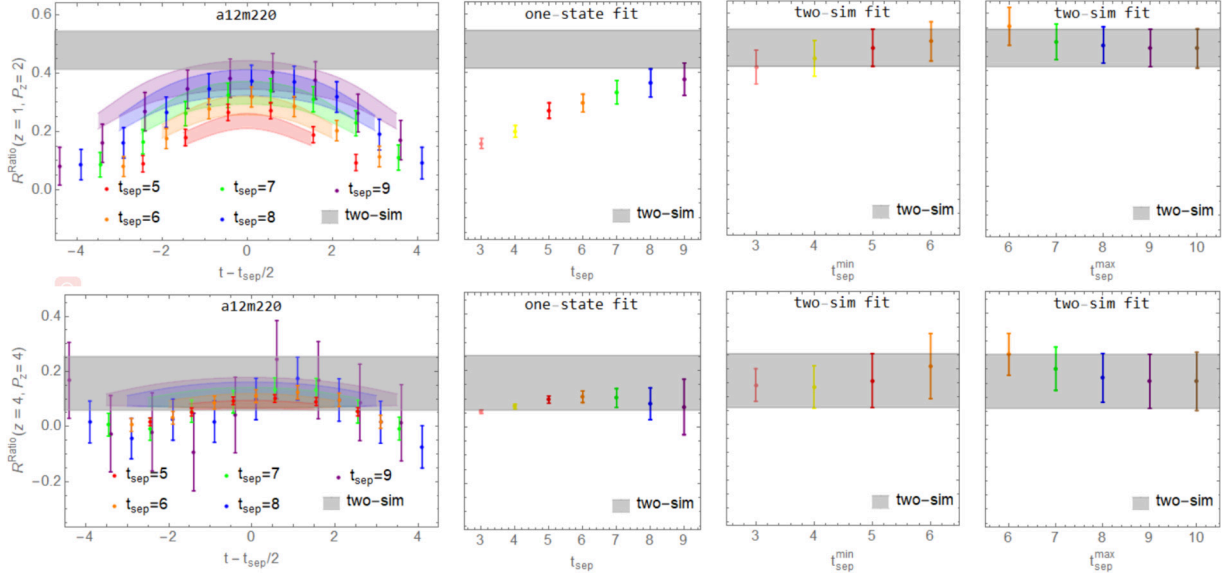 a12m220
one-state fit
two-sim fit
two-sim fit
R^Ratio(z = 1, P_z = 2)
0.4
0.2
0.0
t_sep=5 t_sep=7 t_sep=9
t_sep=6 t_sep=8 two-sim
two-sim
two-sim
two-sim
-4 -2 0 2 4
3 4 5 6 7 8 9
3 4 5 6
6 7 8 9 10
t - t_sep/2
t_sep
t_sep^min
t_sep^max
a12m220
one-state fit
two-sim fit
two-sim fit
R^Ratio(z = 4, P_z = 4)
0.4
0.2
0.0
-0.2
t_sep=5 t_sep=7 t_sep=9
t_sep=6 t_sep=8 two-sim
two-sim
two-sim
two-sim
-4 -2 0 2 4
3 4 5 6 7 8 9
3 4 5 6
6 7 8 9 10
t - t_sep/2
t_sep
t_sep^min
t_sep^max